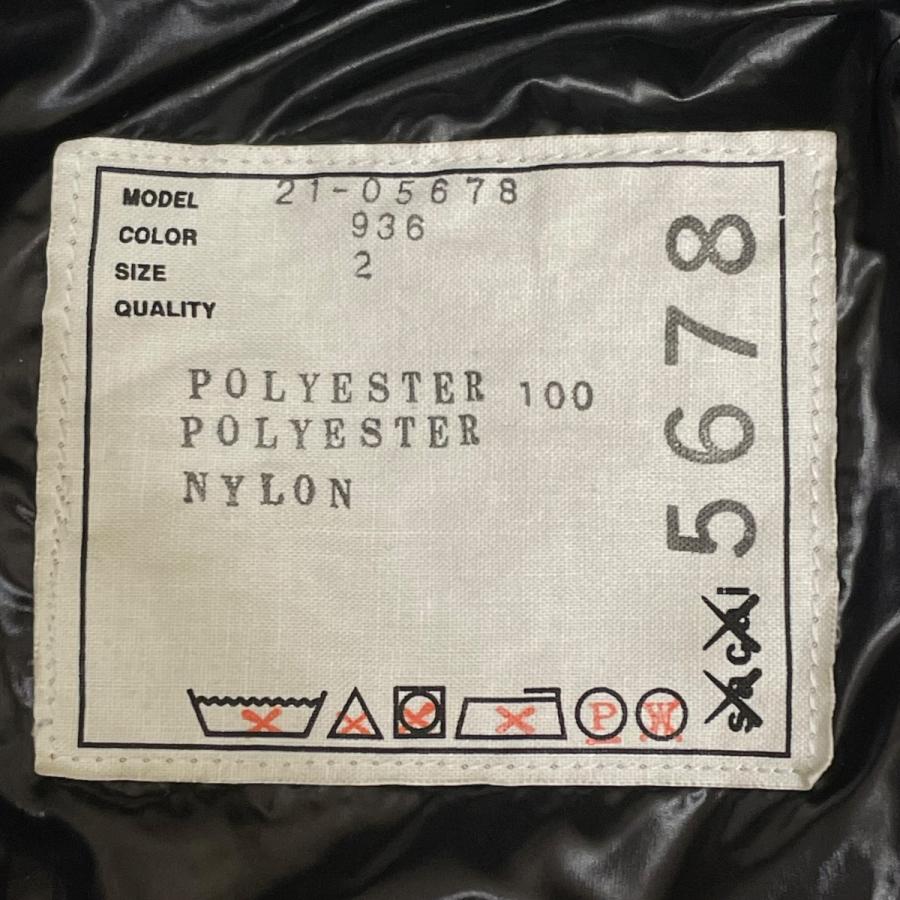 MODEL 21-05678
COLOR 936
SIZE 2
QUALITY
POLYESTER 100
POLYESTER
NYLON
P W
sacai 5678